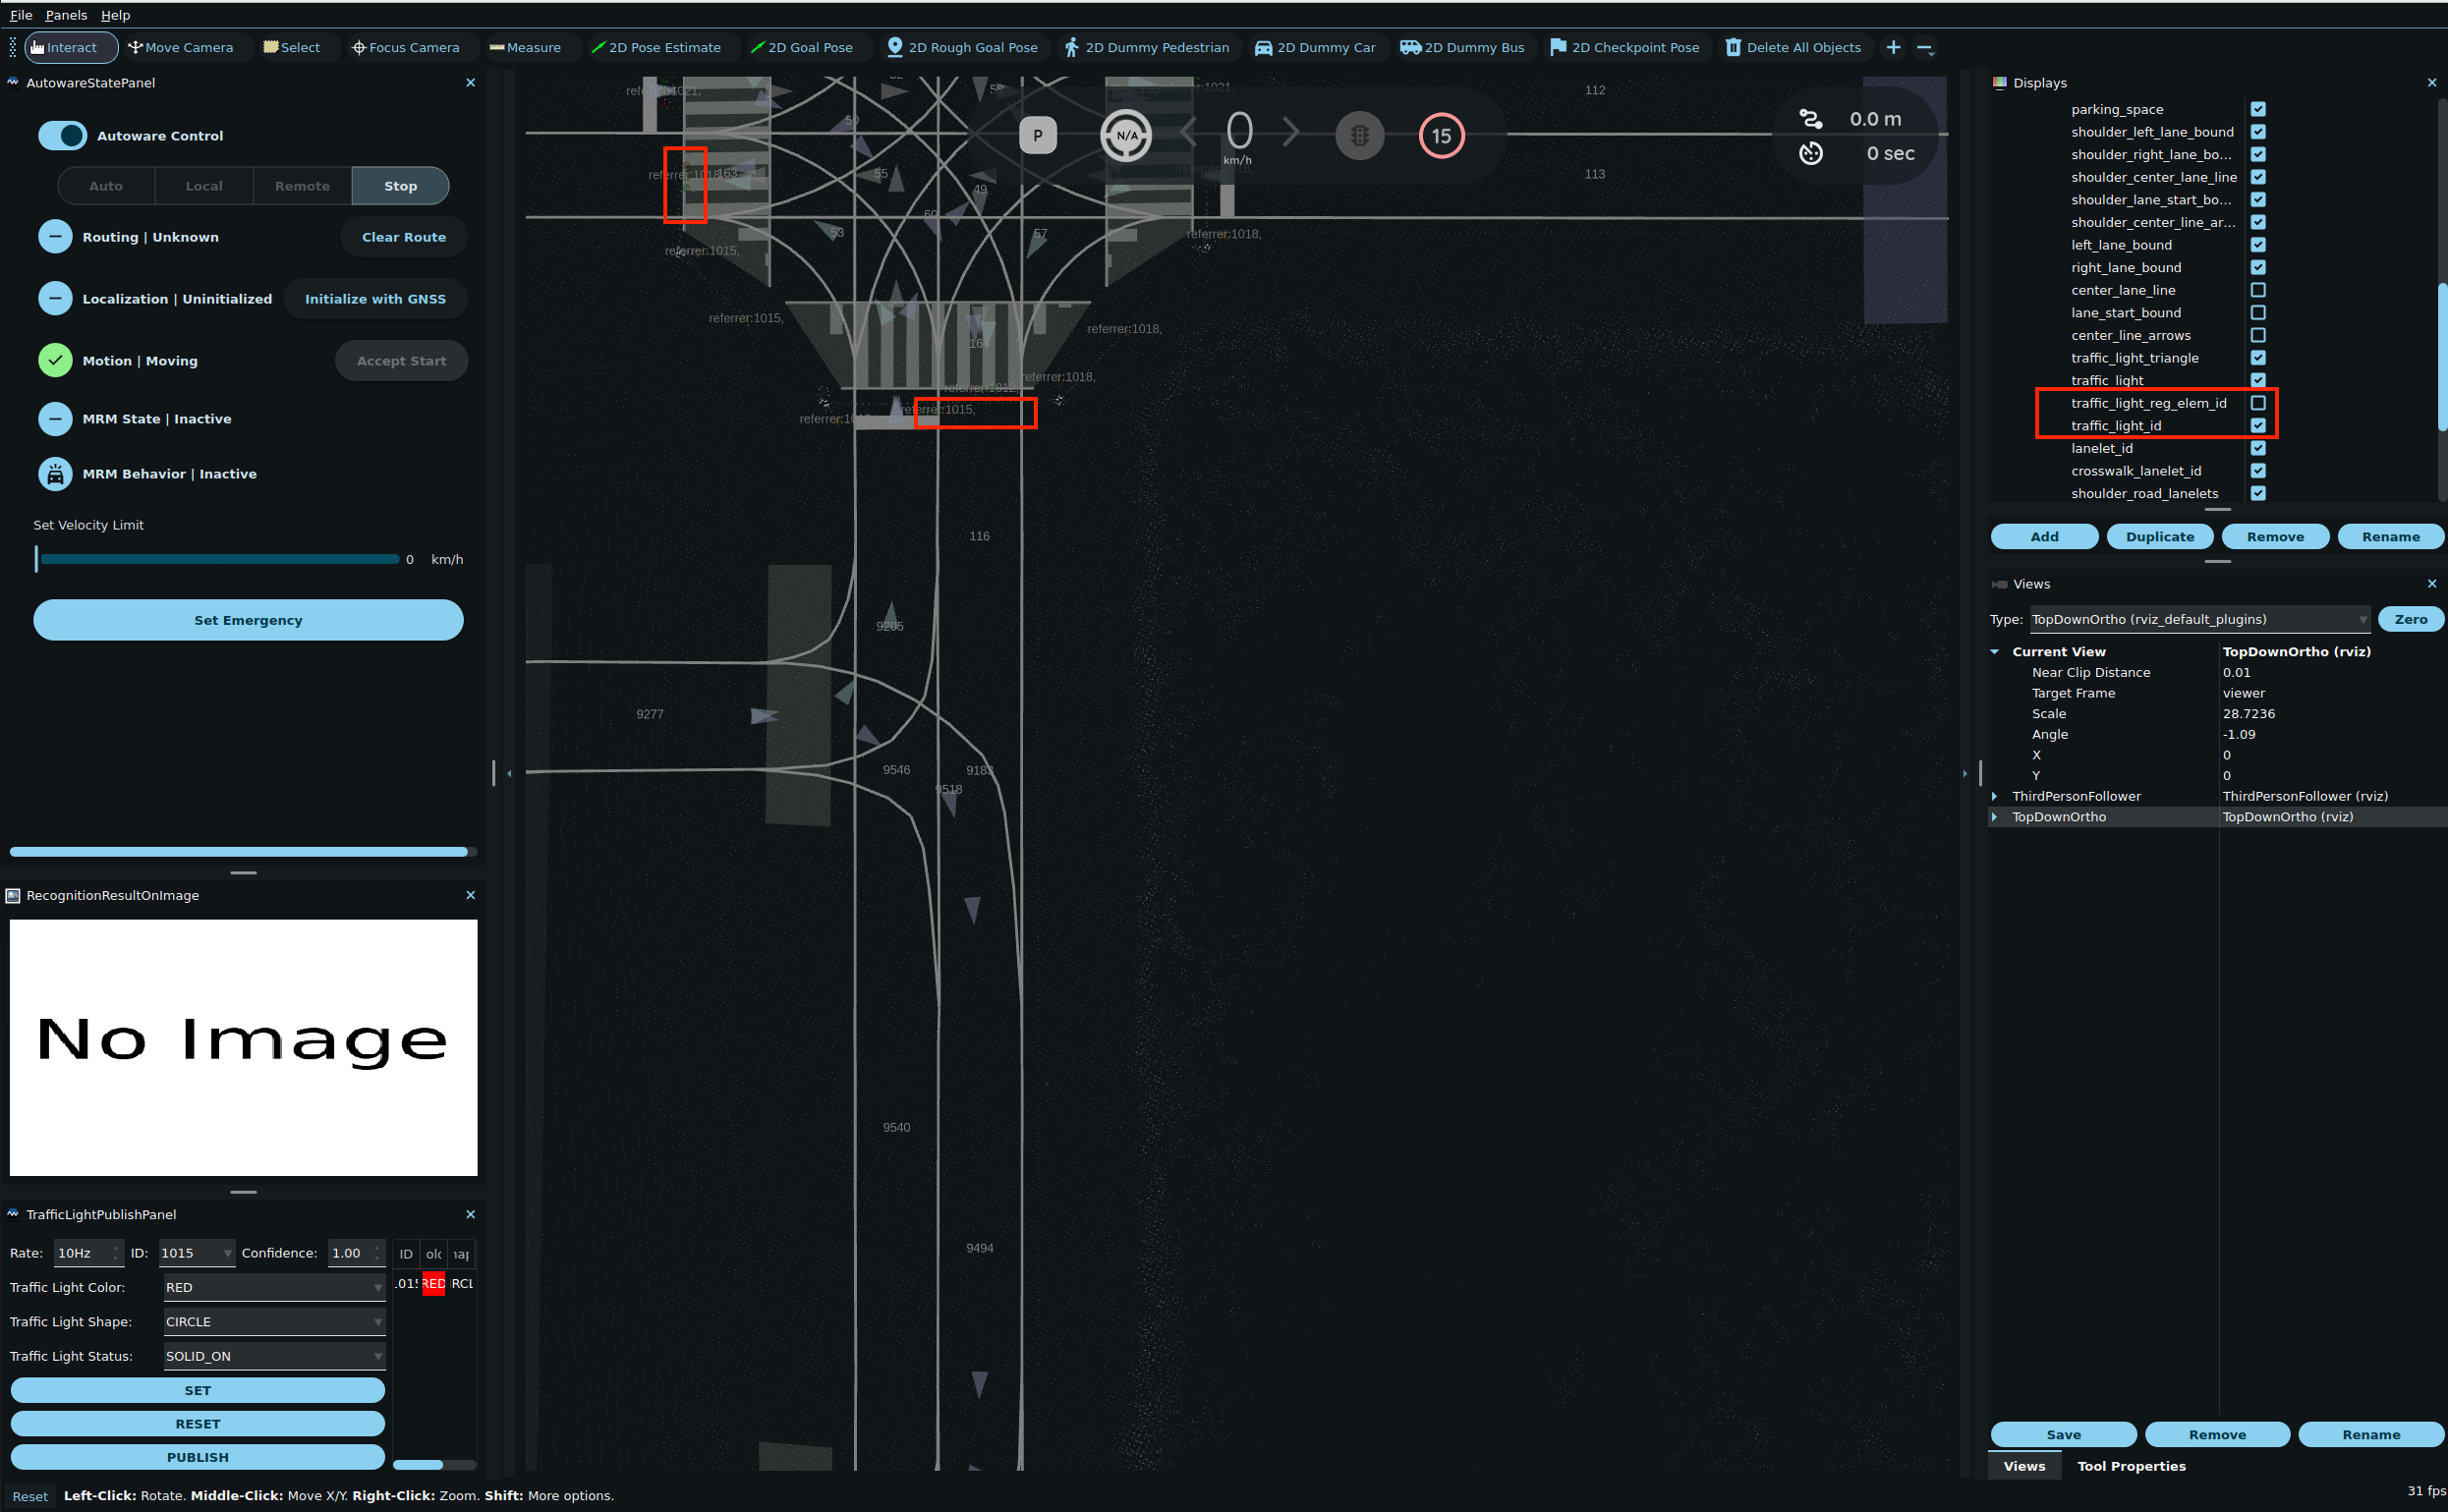 File Panels Help
Interact Move Camera Select Focus Camera Measure 2D Pose Estimate 2D Goal Pose 2D Rough Goal Pose 2D Dummy Pedestrian 2D Dummy Car 2D Dummy Bus 2D Checkpoint Pose Delete All Objects
AutowareStatePanel
Autoware Control
Auto Local Remote Stop
Routing | Unknown Clear Route
Localization | Uninitialized Initialize with GNSS
Motion | Moving Accept Start
MRM State | Inactive
MRM Behavior | Inactive
Set Velocity Limit
0 km/h
Set Emergency
RecognitionResultOnImage
No Image
TrafficLightPublishPanel
Rate: 10Hz ID: 1015 Confidence: 1.00
Traffic Light Color: RED
Traffic Light Shape: CIRCLE
Traffic Light Status: SOLID_ON
SET
RESET
PUBLISH
ID
RED
Reset Left-Click: Rotate. Middle-Click: Move X/Y. Right-Click: Zoom. Shift: More options.
referrer:1021,
50
112
P N/A 0 km/h 15
0.0 m
0 sec
referrer:1018 163
55
49
113
60
53
57
referrer:1015,
referrer:1018,
referrer:1015,
referrer:1018,
referrer:1018,
referrer:1012,
referrer:1015,
116
9205
9277
9546
9183
9518
9540
9494
Displays
parking_space
shoulder_left_lane_bound
shoulder_right_lane_bo...
shoulder_center_lane_line
shoulder_lane_start_bo...
shoulder_center_line_ar...
left_lane_bound
right_lane_bound
center_lane_line
lane_start_bound
center_line_arrows
traffic_light_triangle
traffic_light
traffic_light_reg_elem_id
traffic_light_id
lanelet_id
crosswalk_lanelet_id
shoulder_road_lanelets
Add Duplicate Remove Rename
Views
Type: TopDownOrtho (rviz_default_plugins) Zero
Current View TopDownOrtho (rviz)
Near Clip Distance 0.01
Target Frame viewer
Scale 28.7236
Angle -1.09
X 0
Y 0
ThirdPersonFollower ThirdPersonFollower (rviz)
TopDownOrtho TopDownOrtho (rviz)
Save Remove Rename
Views Tool Properties
31 fps